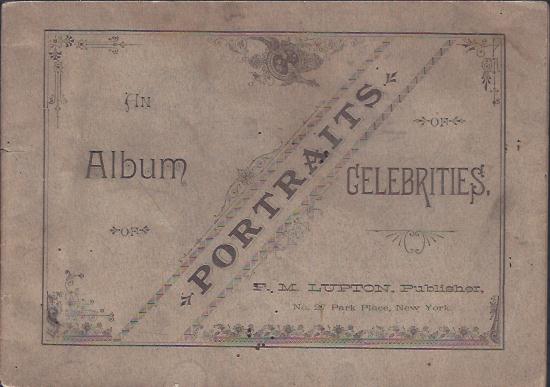 An
Album
OF
PORTRAITS
OF
CELEBRITIES.
F. M. LUPTON, Publisher,
No. 27 Park Place, New York.